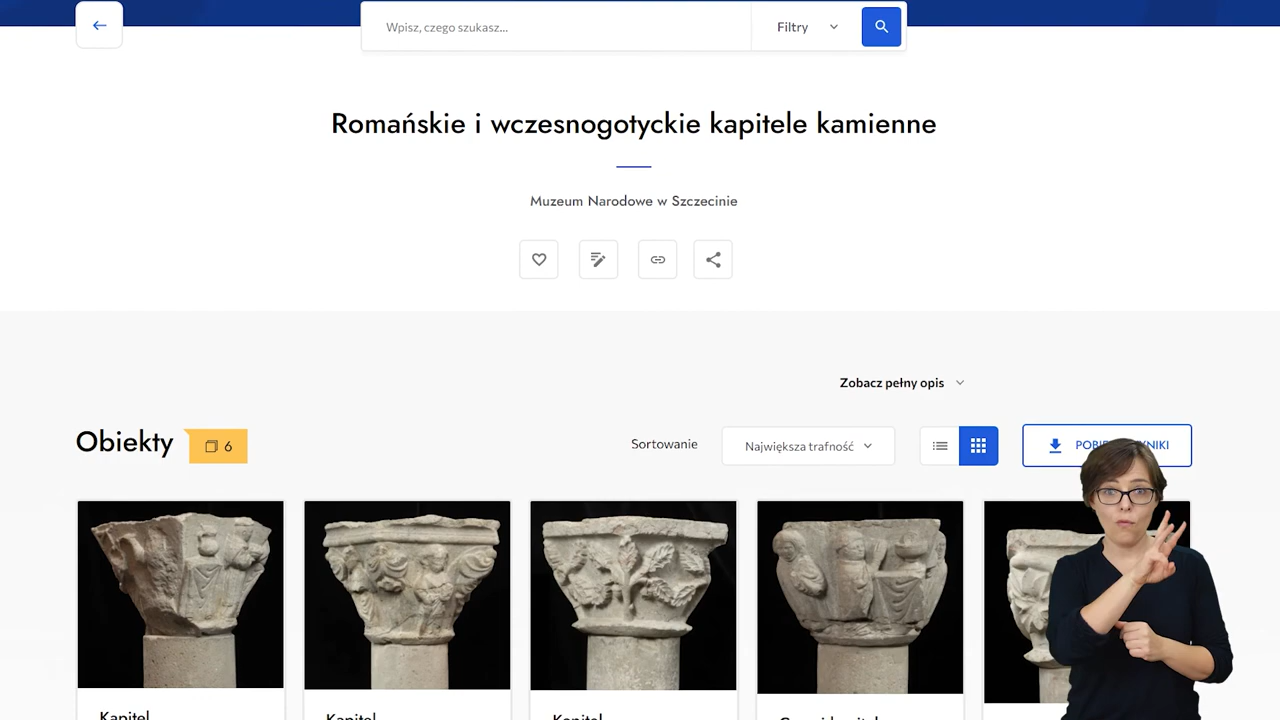 Wpisz, czego szukasz...
Filtry
Romańskie i wczesnogotyckie kapitele kamienne
Muzeum Narodowe w Szczecinie
Zobacz pełny opis
Obiekty
6
Sortowanie
Największa trafność
Kapitel
Kapitel
Kapitel